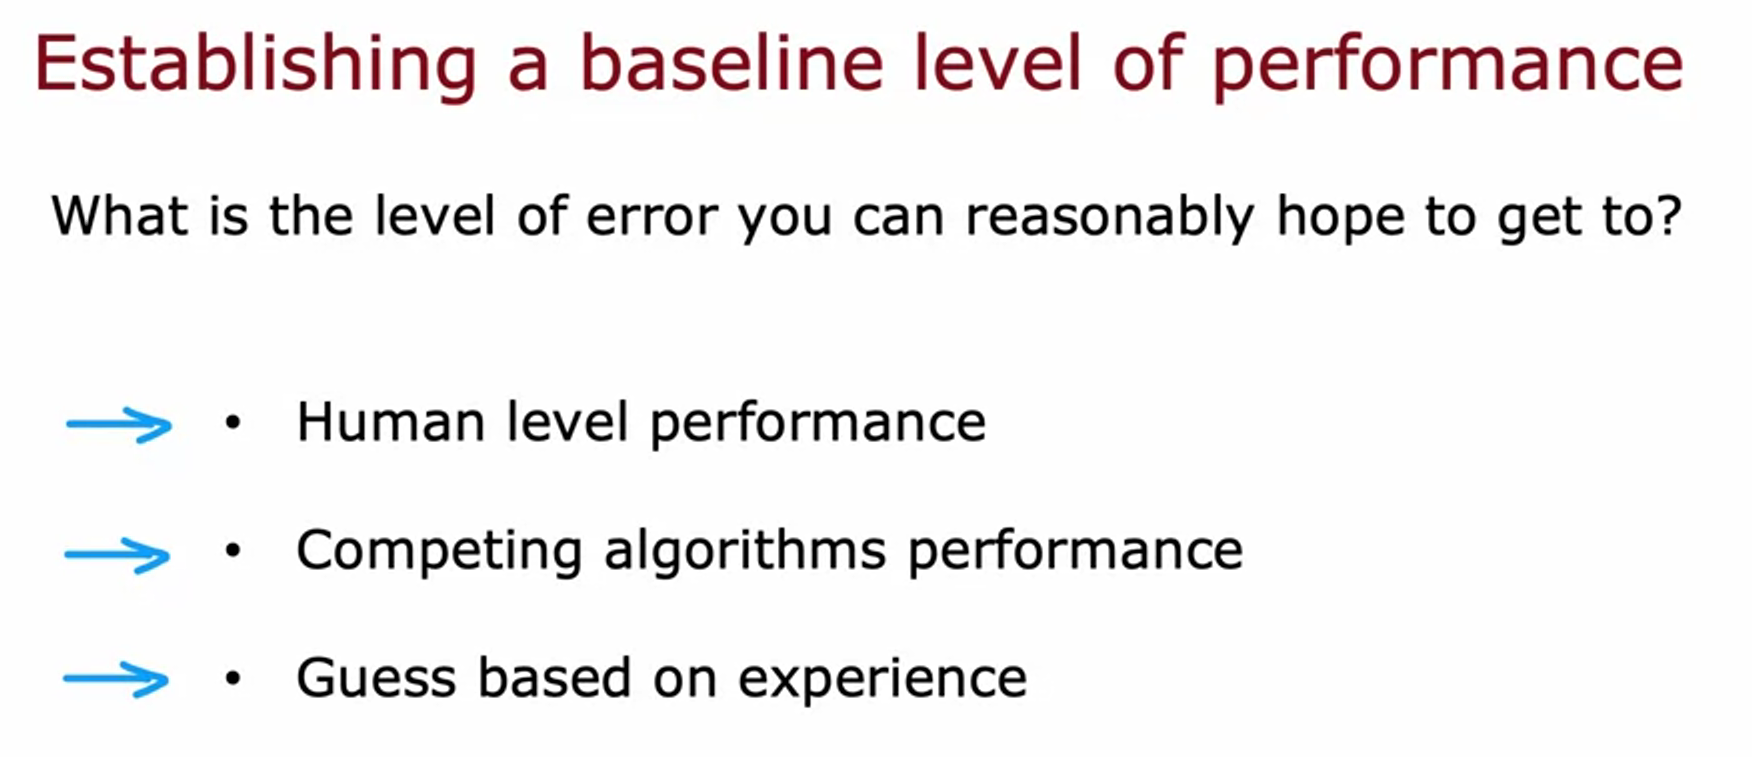 Establishing a baseline level of performance
What is the level of error you can reasonably hope to get to?
• Human level performance
• Competing algorithms performance
• Guess based on experience